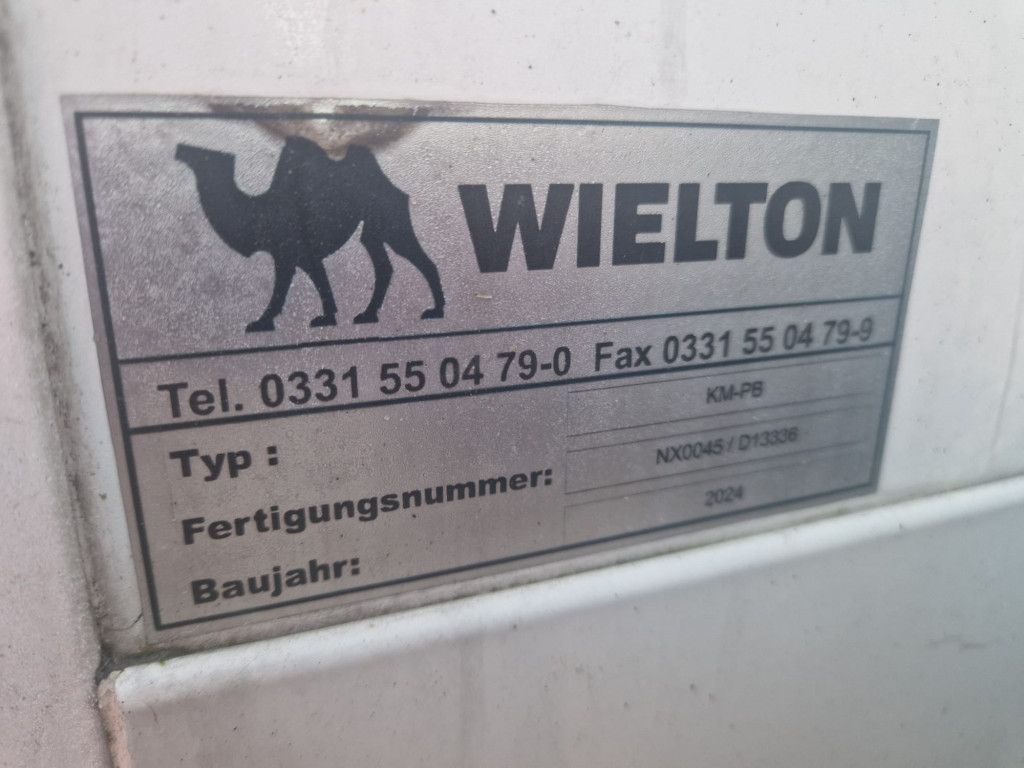 WIELTON
Tel. 0331 55 04 79-0 Fax 0331 55 04 79-9
Typ : KM-PB
Fertigungsnummer: NX0045 / D13336
Baujahr: 2024